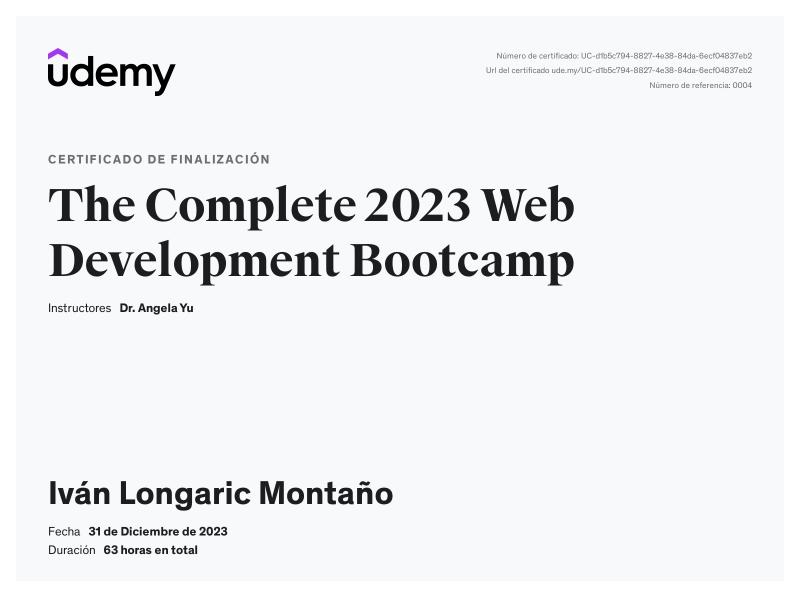 udemy
Número de certificado: UC-d1b5c794-8827-4e38-84da-6ecf04837eb2
Url del certificado ude.my/UC-d1b5c794-8827-4e38-84da-6ecf04837eb2
Número de referencia: 0004
CERTIFICADO DE FINALIZACIÓN
The Complete 2023 Web
Development Bootcamp
Instructores Dr. Angela Yu
Iván Longaric Montaño
Fecha 31 de Diciembre de 2023
Duración 63 horas en total